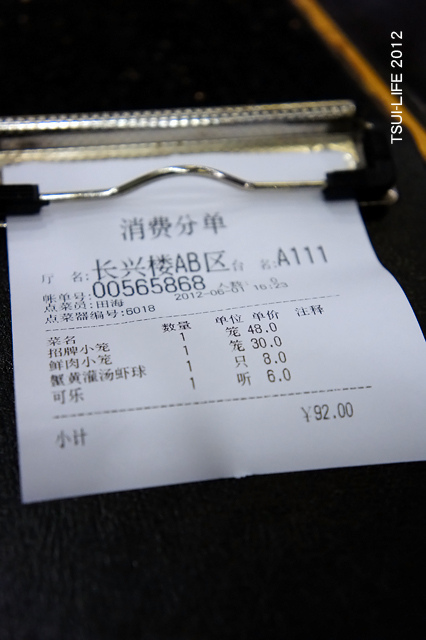 TSUI-LIFE 2012
消费分单
厅 名:长兴楼AB区 台 名:A111
帐单号:00565868
点菜员:田海 2012-06- 16:23
点菜器编号:6018
菜名 数量 单位 单价 注释
招牌小笼 1 笼 48.0
鲜肉小笼 1 笼 30.0
蟹黄灌汤虾球 1 只 8.0
可乐 1 听 6.0
小计 ￥92.00